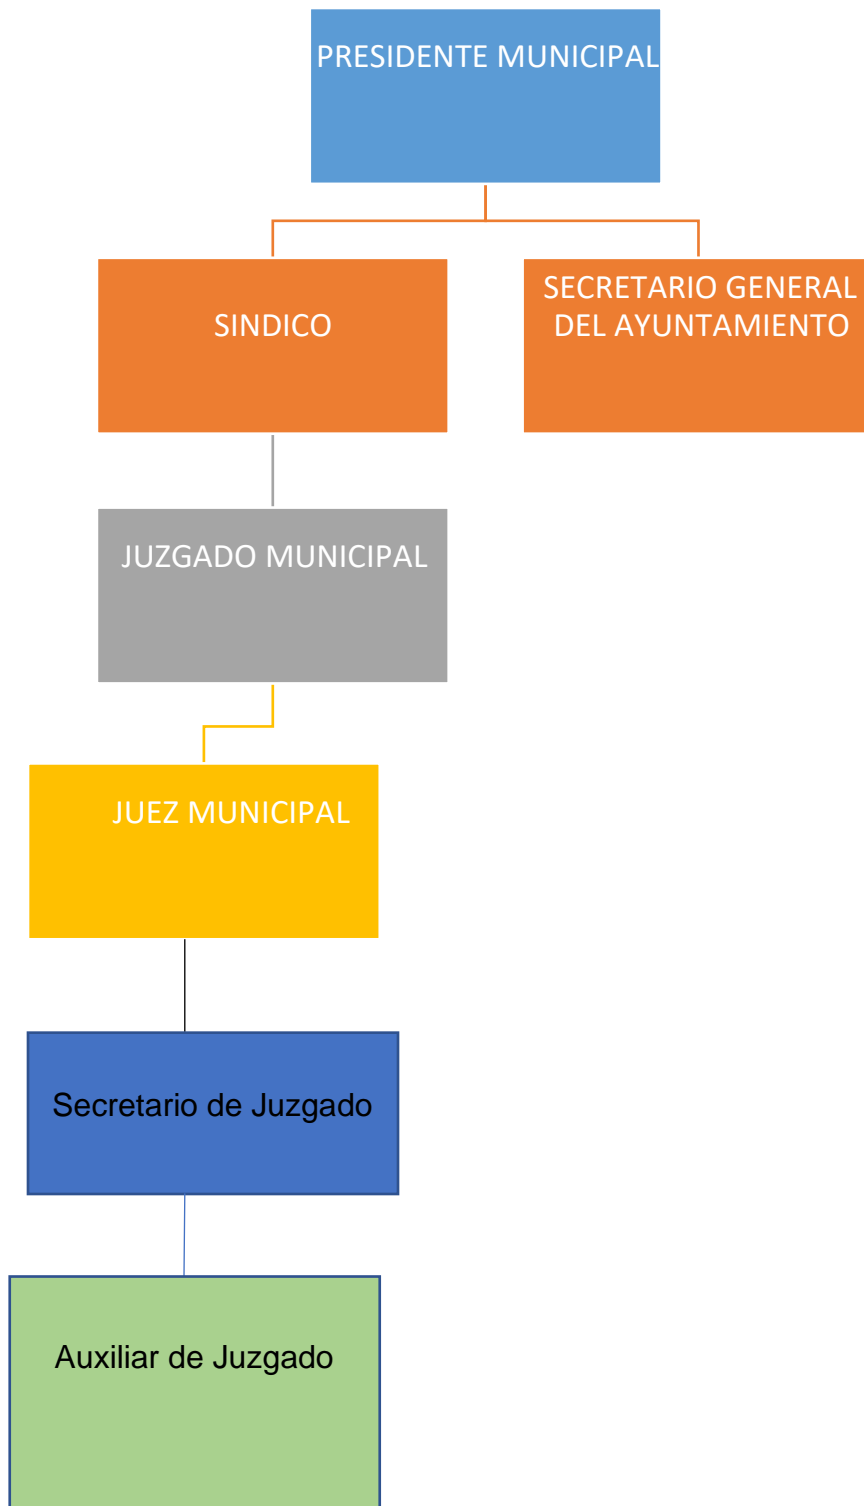 PRESIDENTE MUNICIPAL
SINDICO
SECRETARIO GENERAL
DEL AYUNTAMIENTO
JUZGADO MUNICIPAL
JUEZ MUNICIPAL
Secretario de Juzgado
Auxiliar de Juzgado